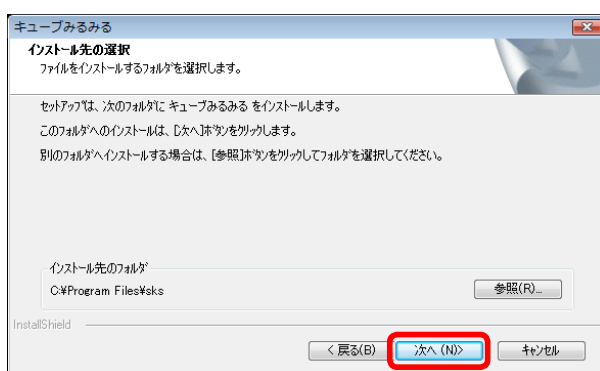 キューブみるみる
インストール先の選択
ファイルをインストールするフォルダを選択します。
セットアップは、次のフォルダに キューブみるみる をインストールします。
このフォルダへのインストールは、[次へ]ボタンをクリックします。
別のフォルダへインストールする場合は、[参照]ボタンをクリックしてフォルダを選択してください。
インストール先のフォルダ
C:¥Program Files¥sks
参照(R)...
InstallShield
< 戻る(B)
次へ (N)>
キャンセル